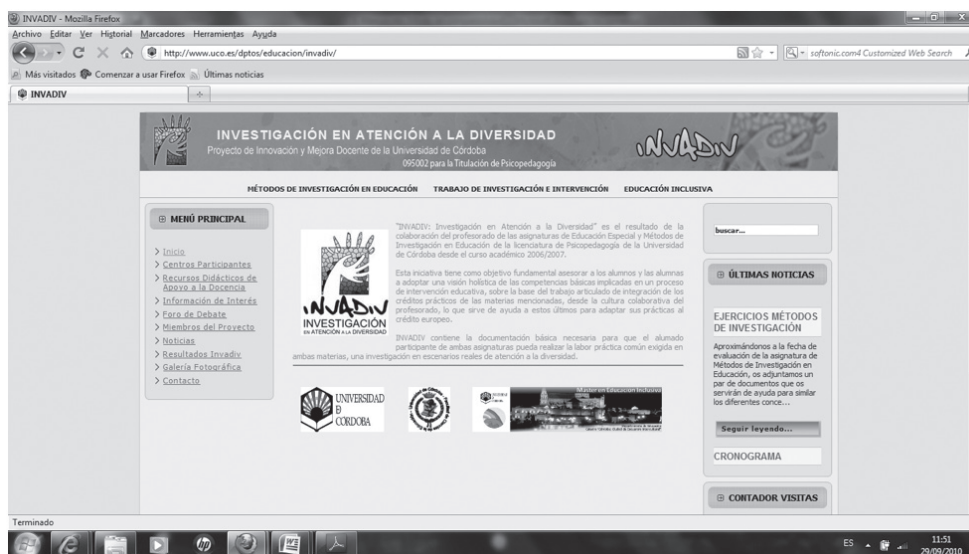 INVADIV - Mozilla Firefox
Archivo Editar Ver Historial Marcadores Herramientas Ayuda
http://www.uco.es/dptos/educacion/invadiv/
softonic.com4 Customized Web Search
Más visitados Comenzar a usar Firefox Últimas noticias
INVADIV
INVESTIGACIÓN EN ATENCIÓN A LA DIVERSIDAD
Proyecto de Innovación y Mejora Docente de la Universidad de Córdoba
095002 para la Titulación de Psicopedagogía
INVADIV
MÉTODOS DE INVESTIGACIÓN EN EDUCACIÓN TRABAJO DE INVESTIGACIÓN E INTERVENCIÓN EDUCACIÓN INCLUSIVA
MENÚ PRINCIPAL
Inicio
Centros Participantes
Recursos Didácticos de
Apoyo a la Docencia
Información de Interés
Foro de Debate
Miembros del Proyecto
Noticias
Resultados Invadiv
Galería Fotográfica
Contacto
INVADIV
INVESTIGACIÓN
EN ATENCIÓN A LA DIVERSIDAD
"INVADIV: Investigación en Atención a la Diversidad" es el resultado de la
colaboración del profesorado de las asignaturas de Educación Especial y Métodos de
Investigación en Educación de la licenciatura de Psicopedagogía de la Universidad
de Córdoba desde el curso académico 2006/2007.
Esta iniciativa tiene como objetivo fundamental asesorar a los alumnos y las alumnas
a adoptar una visión holística de las competencias básicas implicadas en un proceso
de intervención educativa, sobre la base del trabajo articulado de integración de los
créditos prácticos de las materias mencionadas, desde la cultura colaborativa del
profesorado, lo que sirve de ayuda a estos últimos para adaptar sus prácticas al
crédito europeo.
INVADIV contiene la documentación básica necesaria para que el alumado
participante de ambas asignaturas pueda realizar la labor práctica común exigida en
ambas materias, una investigación en escenarios reales de atención a la diversidad.
UNIVERSIDAD
Ð
CÓRDOBA
Master en Educación Inclusiva
buscar...
ÚLTIMAS NOTICIAS
EJERCICIOS MÉTODOS
DE INVESTIGACIÓN
Aproximándonos a la fecha de
evaluación de la asignatura de
Métodos de Investigación en
Educación, os adjuntamos un
par de documentos que os
servirán de ayuda para similar
los diferentes conce...
Seguir leyendo...
CRONOGRAMA
CONTADOR VISITAS
Terminado
ES
11:51
29/09/2010